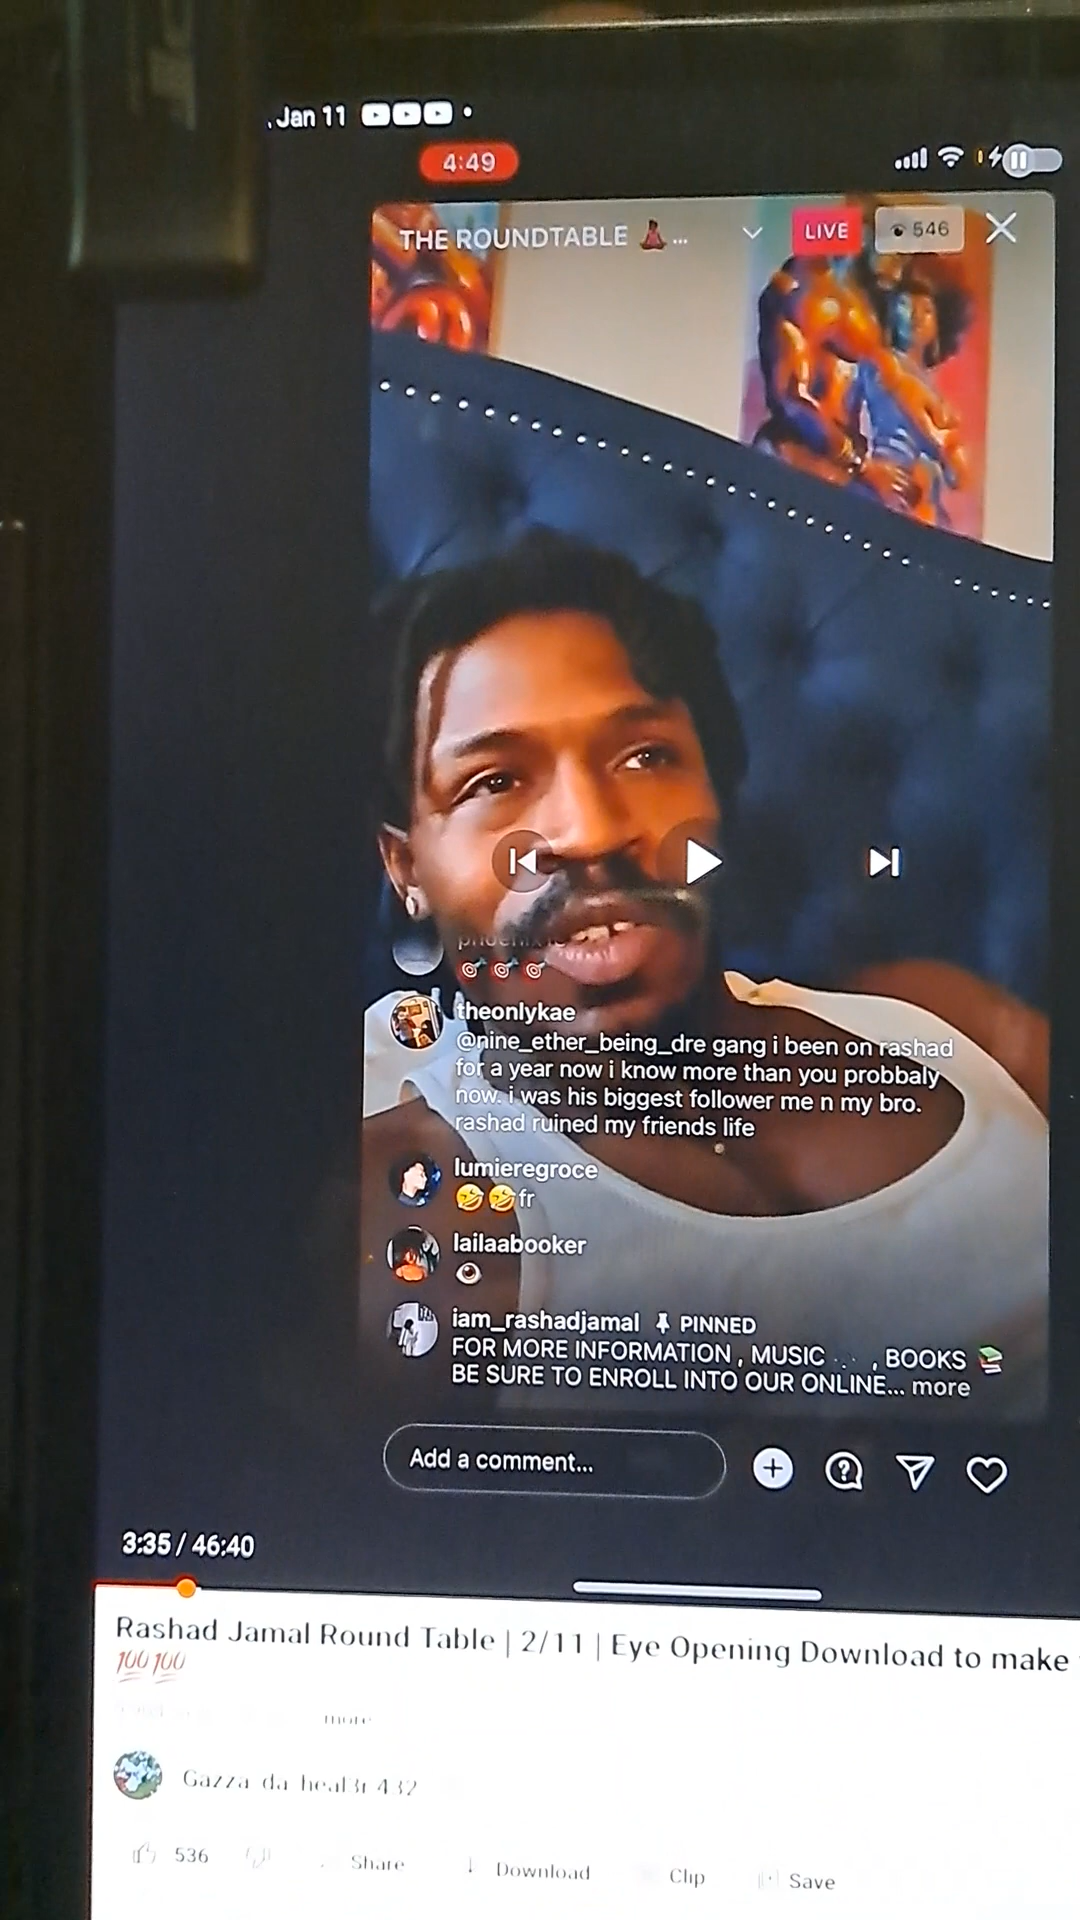 Jan 11
4:49
THE ROUNDTABLE 🧘🏾‍♀️ ...
LIVE
546
🎯 🎯 🎯
theonlykae
@nine_ether_being_dre gang i been on rashad
for a year now i know more than you probbaly
now. i was his biggest follower me n my bro.
rashad ruined my friends life
lumieregroce
🤣🤣fr
lailaabooker
👁
iam_rashadjamal 📌 PINNED
FOR MORE INFORMATION , MUSIC , BOOKS 📚
BE SURE TO ENROLL INTO OUR ONLINE... more
Add a comment...
3:35 / 46:40
Rashad Jamal Round Table | 2/11 | Eye Opening Download to make
💯💯
more
Gazza da heal3r 432
536
Share
Download
Clip
Save